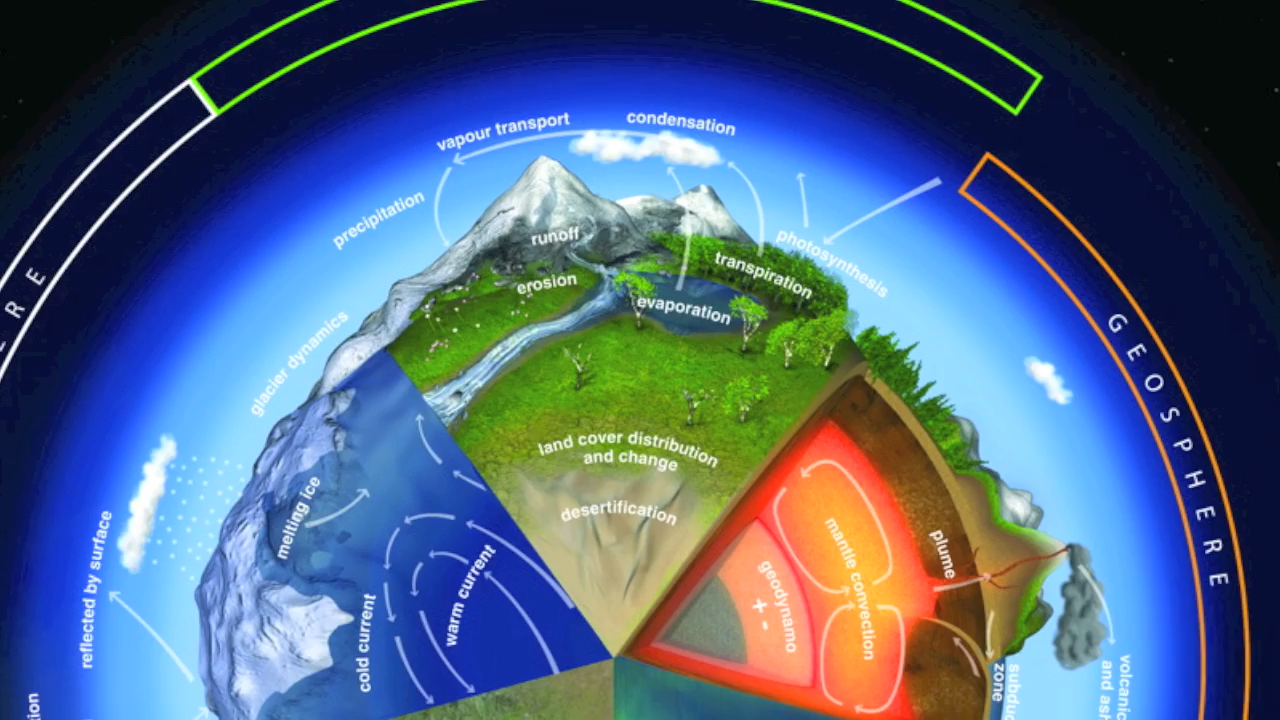 vapour transport
condensation
precipitation
runoff
photosynthesis
transpiration
erosion
evaporation
glacier dynamics
GEOSPHERE
land cover distribution
and change
desertification
melting ice
reflected by surface
cold current
warm current
geodynamo
+ -
mantle convection
plume
zone